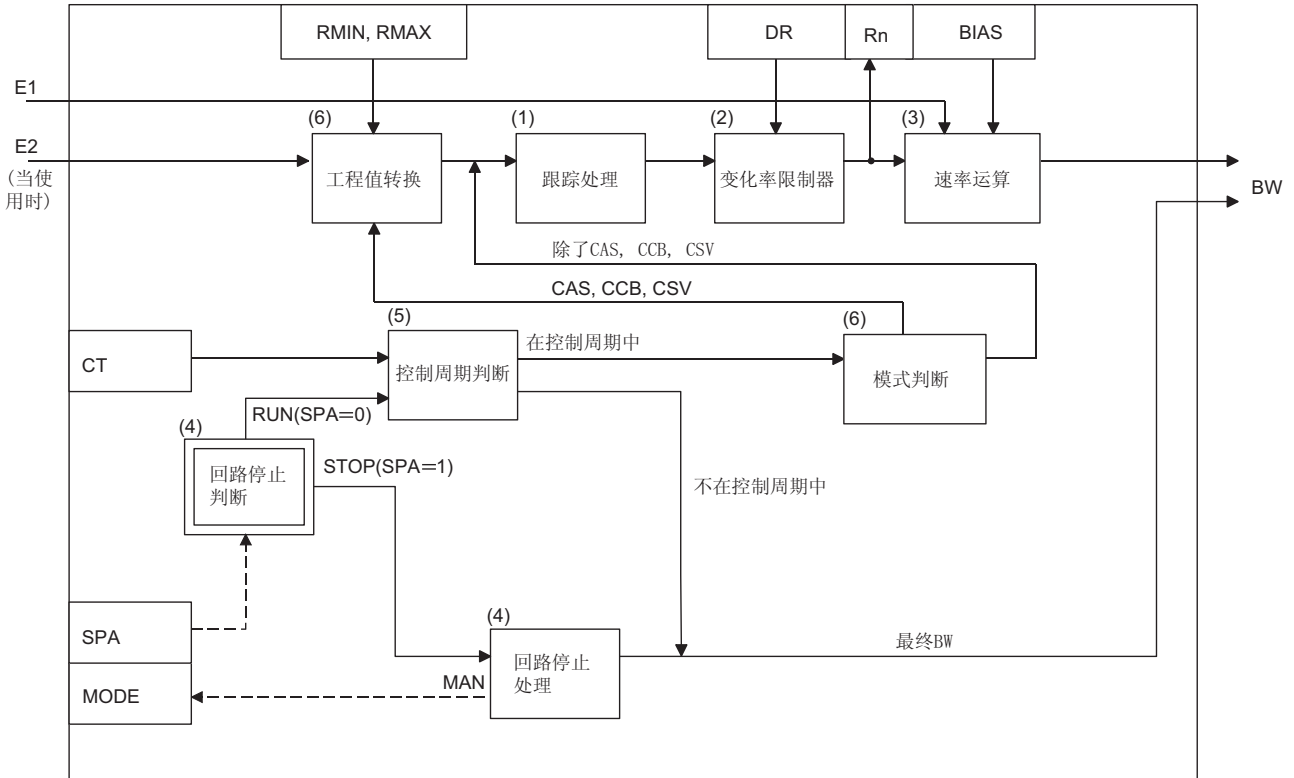 RMIN, RMAX
DR
Rn
BIAS
E1
(6)
(1)
(2)
(3)
E2
(当使
用时)
工程值转换
跟踪处理
变化率限制器
速率运算
BW
除了CAS, CCB, CSV
CAS, CCB, CSV
(5)
(6)
CT
控制周期判断
在控制周期中
模式判断
RUN(SPA=0)
(4)
回路停止
判断
STOP(SPA=1)
不在控制周期中
SPA
(4)
回路停止
处理
最终BW
MODE
MAN